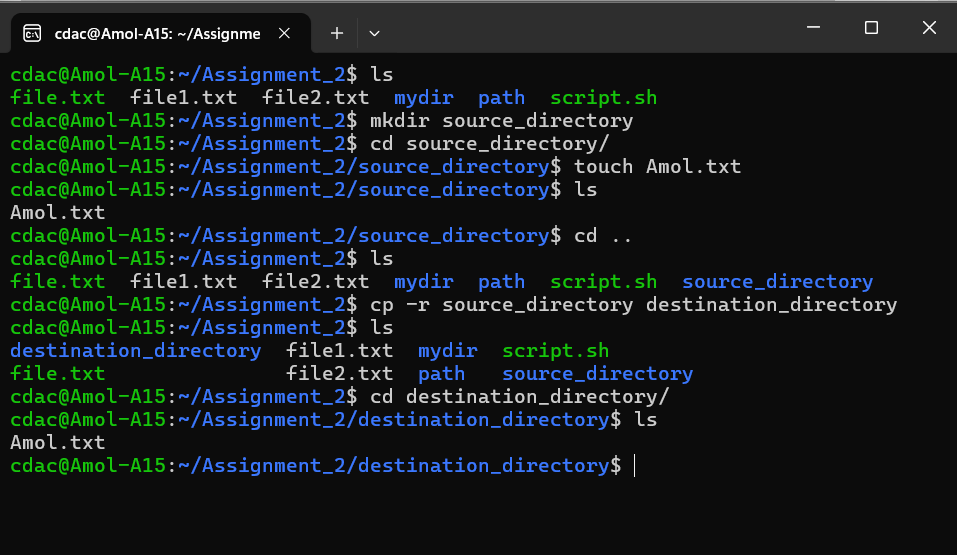 cdac@Amol-A15: ~/Assignme
cdac@Amol-A15:~/Assignment_2$ ls
file.txt  file1.txt  file2.txt  mydir  path  script.sh
cdac@Amol-A15:~/Assignment_2$ mkdir source_directory
cdac@Amol-A15:~/Assignment_2$ cd source_directory/
cdac@Amol-A15:~/Assignment_2/source_directory$ touch Amol.txt
cdac@Amol-A15:~/Assignment_2/source_directory$ ls
Amol.txt
cdac@Amol-A15:~/Assignment_2/source_directory$ cd ..
cdac@Amol-A15:~/Assignment_2$ ls
file.txt  file1.txt  file2.txt  mydir  path  script.sh  source_directory
cdac@Amol-A15:~/Assignment_2$ cp -r source_directory destination_directory
cdac@Amol-A15:~/Assignment_2$ ls
destination_directory  file1.txt  mydir  script.sh
file.txt               file2.txt  path   source_directory
cdac@Amol-A15:~/Assignment_2$ cd destination_directory/
cdac@Amol-A15:~/Assignment_2/destination_directory$ ls
Amol.txt
cdac@Amol-A15:~/Assignment_2/destination_directory$